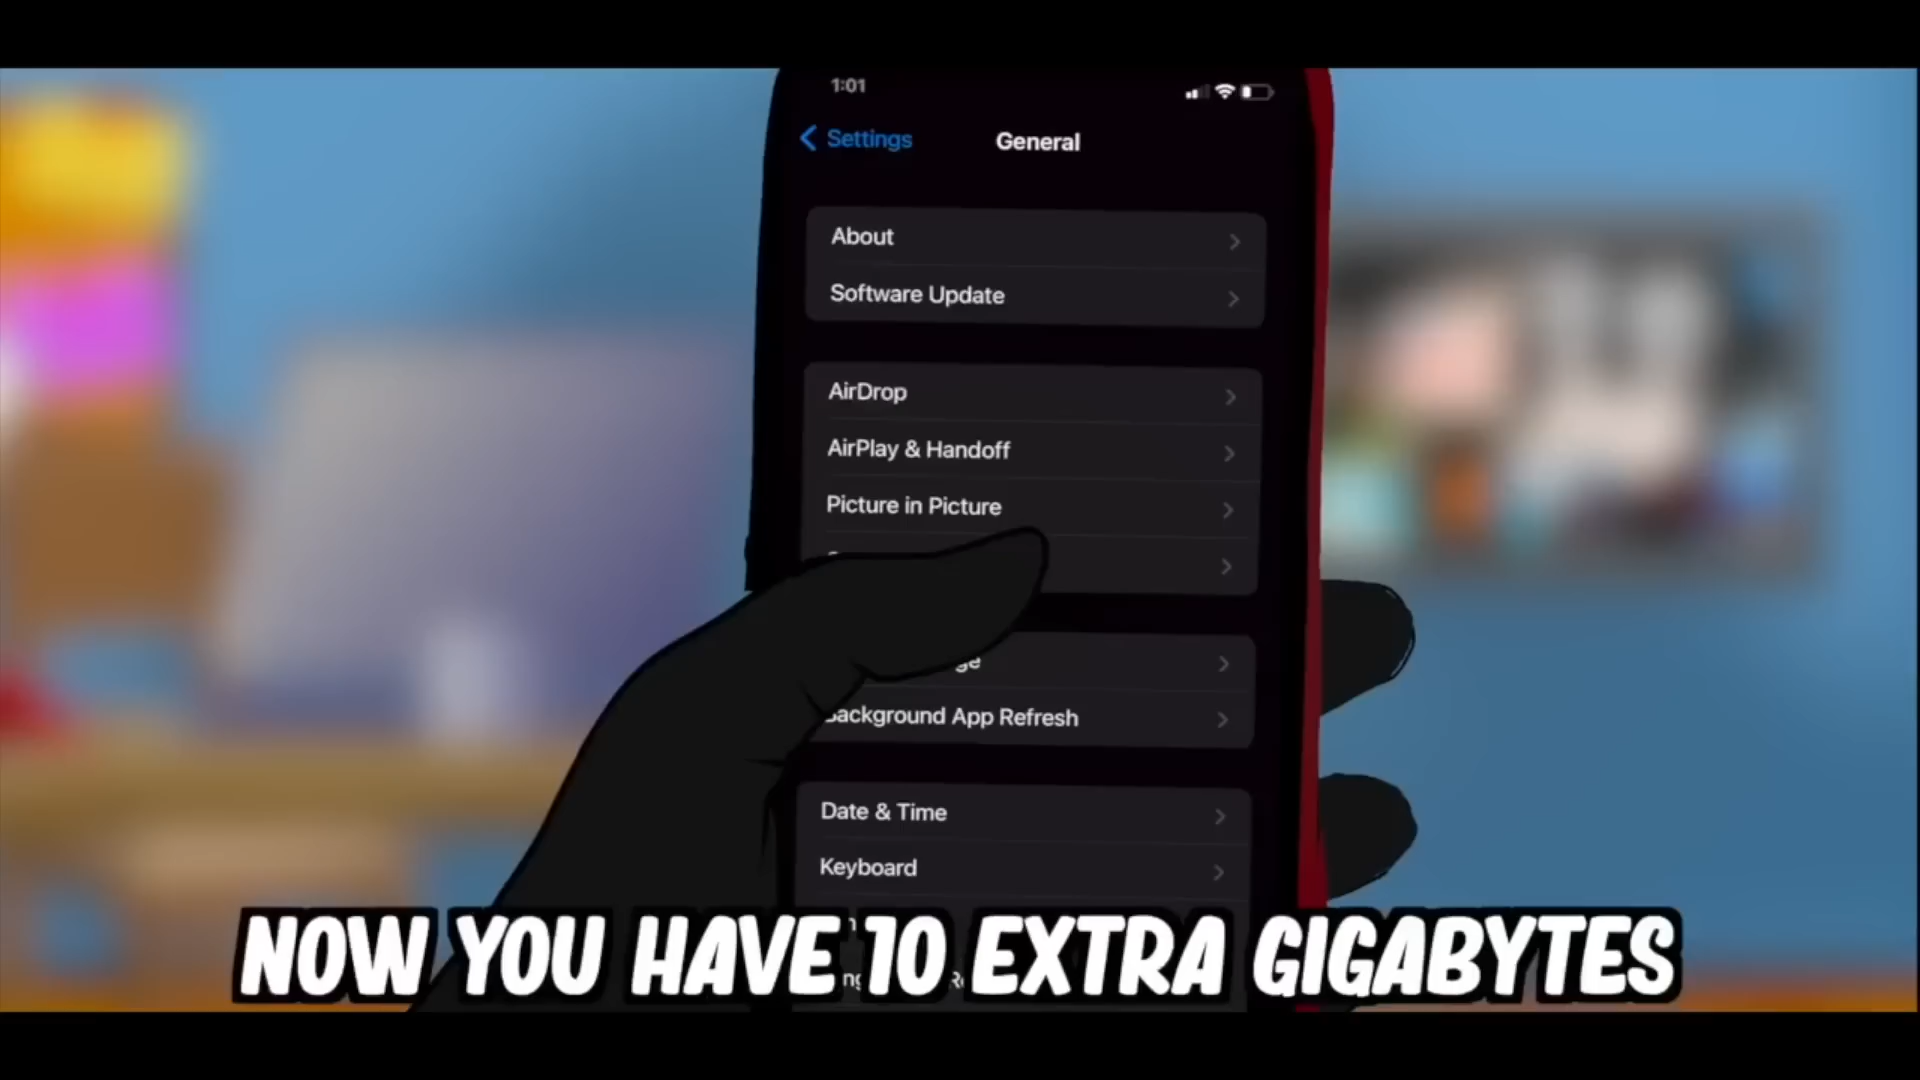 1:01
Settings
General
About
Software Update
AirDrop
AirPlay & Handoff
Picture in Picture
Background App Refresh
Date & Time
Keyboard
NOW YOU HAVE 10 EXTRA GIGABYTES